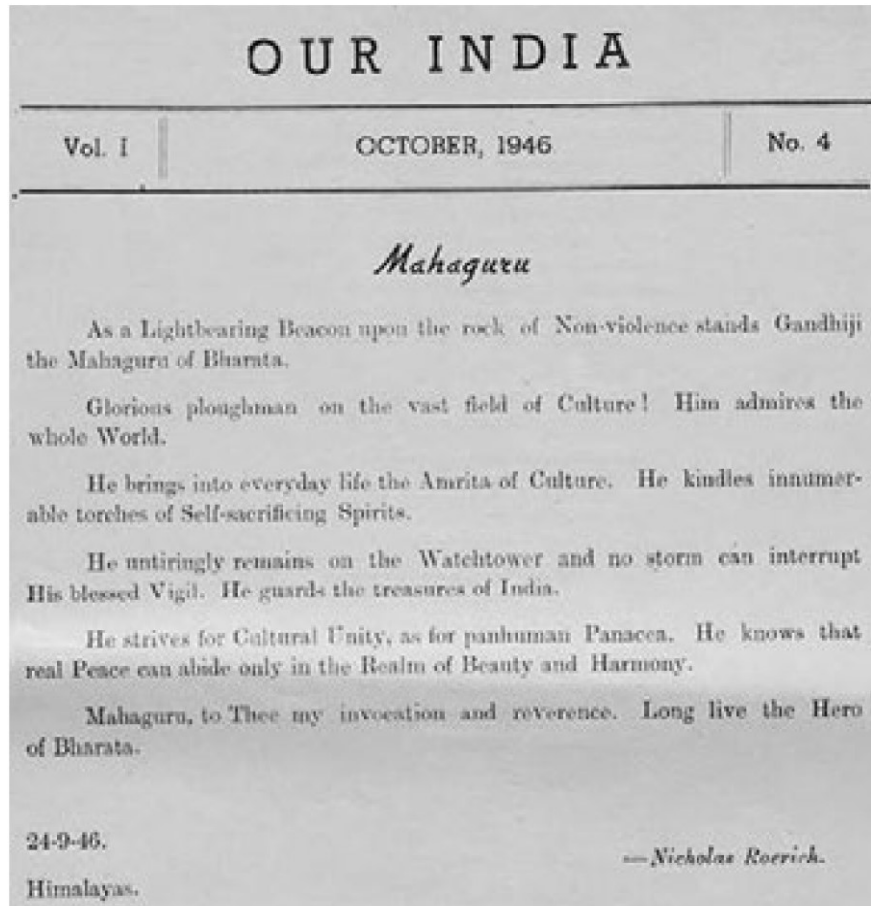 OUR INDIA
Vol. I OCTOBER, 1946 No. 4
Mahaguru
As a Lightbearing Beacon upon the rock of Non-violence stands Gandhiji
the Mahaguru of Bharata.
Glorious ploughman on the vast field of Culture! Him admires the
whole World.
He brings into everyday life the Amrita of Culture. He kindles innumer-
able torches of Self-sacrificing Spirits.
He untiringly remains on the Watchtower and no storm can interrupt
His blessed Vigil. He guards the treasures of India.
He strives for Cultural Unity, as for panhuman Panacea. He knows that
real Peace can abide only in the Realm of Beauty and Harmony.
Mahaguru, to Thee my invocation and reverence. Long live the Hero
of Bharata.
24-9-46.
—Nicholas Roerich.
Himalayas.